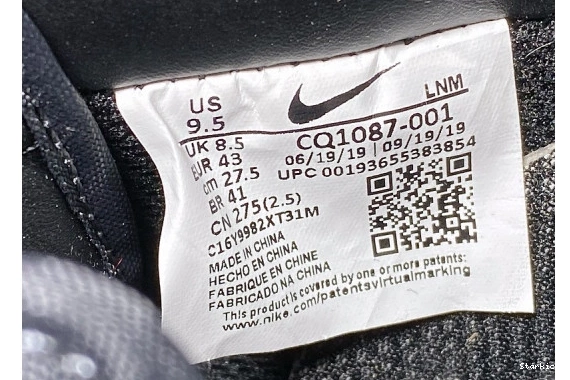 US
9.5
LNM
UK 8.5
CQ1087-001
EUR 43
06/19/19 | 09/19/19
cm 27.5
UPC 00193655383854
BR 41
CN 275(2.5)
C16Y9982XT31M
MADE IN CHINA
HECHO EN CHINA
FABRIQUE EN CHINE
FABRICADO NA CHINA
This product is covered by one or more patents:
www.nike.com/patentsvirtualmarking